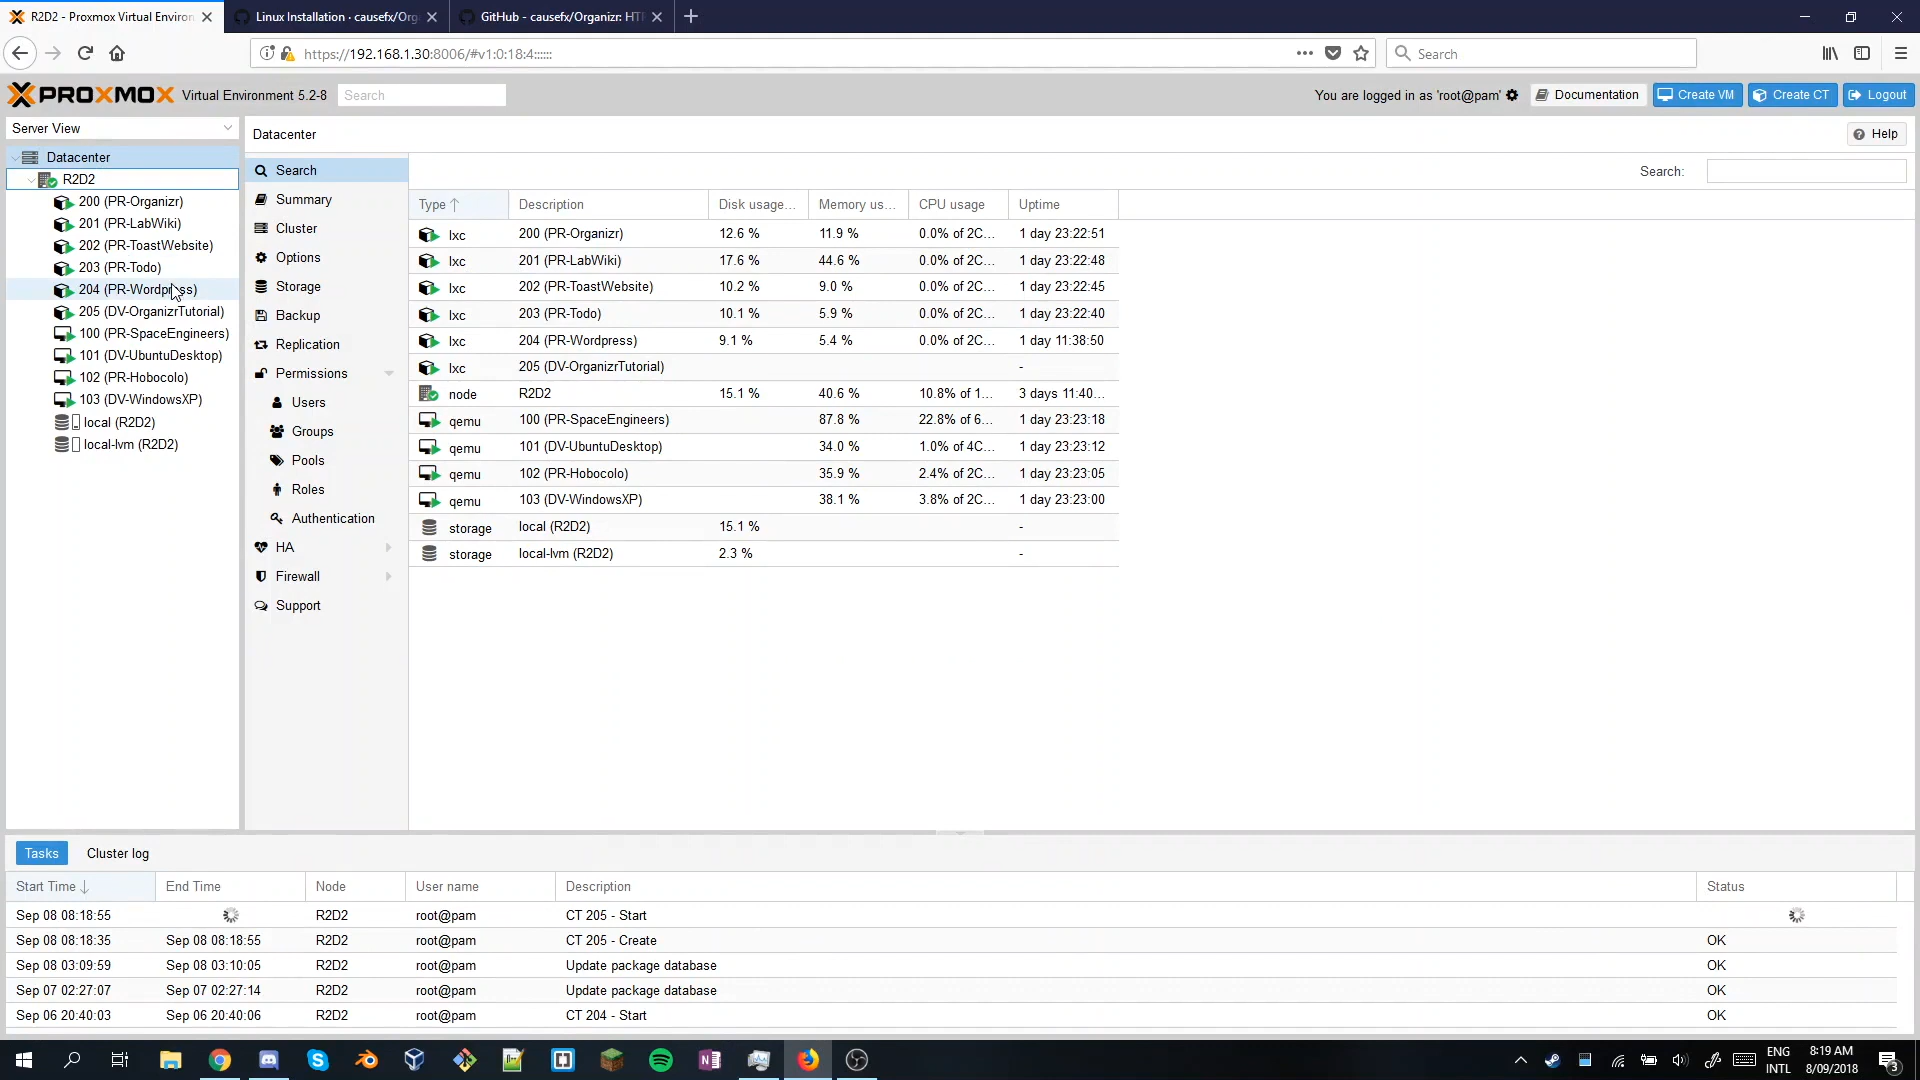 R2D2 - Proxmox Virtual Environ
Linux Installation · causefx/Org
GitHub - causefx/Organizr: HT
https://192.168.1.30:8006/#v1:0:18:4::::::
Search
PROXMOX Virtual Environment 5.2-8
Search
You are logged in as 'root@pam'
Documentation
Create VM
Create CT
Logout
Server View
Datacenter
Help
Datacenter
R2D2
200 (PR-Organizr)
201 (PR-LabWiki)
202 (PR-ToastWebsite)
203 (PR-Todo)
204 (PR-Wordpress)
205 (DV-OrganizrTutorial)
100 (PR-SpaceEngineers)
101 (DV-UbuntuDesktop)
102 (PR-Hobocolo)
103 (DV-WindowsXP)
local (R2D2)
local-lvm (R2D2)
Search
Summary
Cluster
Options
Storage
Backup
Replication
Permissions
Users
Groups
Pools
Roles
Authentication
HA
Firewall
Support
Search:
Type Description Disk usage... Memory us... CPU usage Uptime
lxc 200 (PR-Organizr) 12.6 % 11.9 % 0.0% of 2C... 1 day 23:22:51
lxc 201 (PR-LabWiki) 17.6 % 44.6 % 0.0% of 2C... 1 day 23:22:48
lxc 202 (PR-ToastWebsite) 10.2 % 9.0 % 0.0% of 2C... 1 day 23:22:45
lxc 203 (PR-Todo) 10.1 % 5.9 % 0.0% of 2C... 1 day 23:22:40
lxc 204 (PR-Wordpress) 9.1 % 5.4 % 0.0% of 2C... 1 day 11:38:50
lxc 205 (DV-OrganizrTutorial) -
node R2D2 15.1 % 40.6 % 10.8% of 1... 3 days 11:40...
qemu 100 (PR-SpaceEngineers) 87.8 % 22.8% of 6... 1 day 23:23:18
qemu 101 (DV-UbuntuDesktop) 34.0 % 1.0% of 4C... 1 day 23:23:12
qemu 102 (PR-Hobocolo) 35.9 % 2.4% of 2C... 1 day 23:23:05
qemu 103 (DV-WindowsXP) 38.1 % 3.8% of 2C... 1 day 23:23:00
storage local (R2D2) 15.1 % -
storage local-lvm (R2D2) 2.3 % -
Tasks Cluster log
Start Time End Time Node User name Description Status
Sep 08 08:18:55 R2D2 root@pam CT 205 - Start
Sep 08 08:18:35 Sep 08 08:18:55 R2D2 root@pam CT 205 - Create OK
Sep 08 03:09:59 Sep 08 03:10:05 R2D2 root@pam Update package database OK
Sep 07 02:27:07 Sep 07 02:27:14 R2D2 root@pam Update package database OK
Sep 06 20:40:03 Sep 06 20:40:06 R2D2 root@pam CT 204 - Start OK
ENG
INTL
8:19 AM
8/09/2018
3